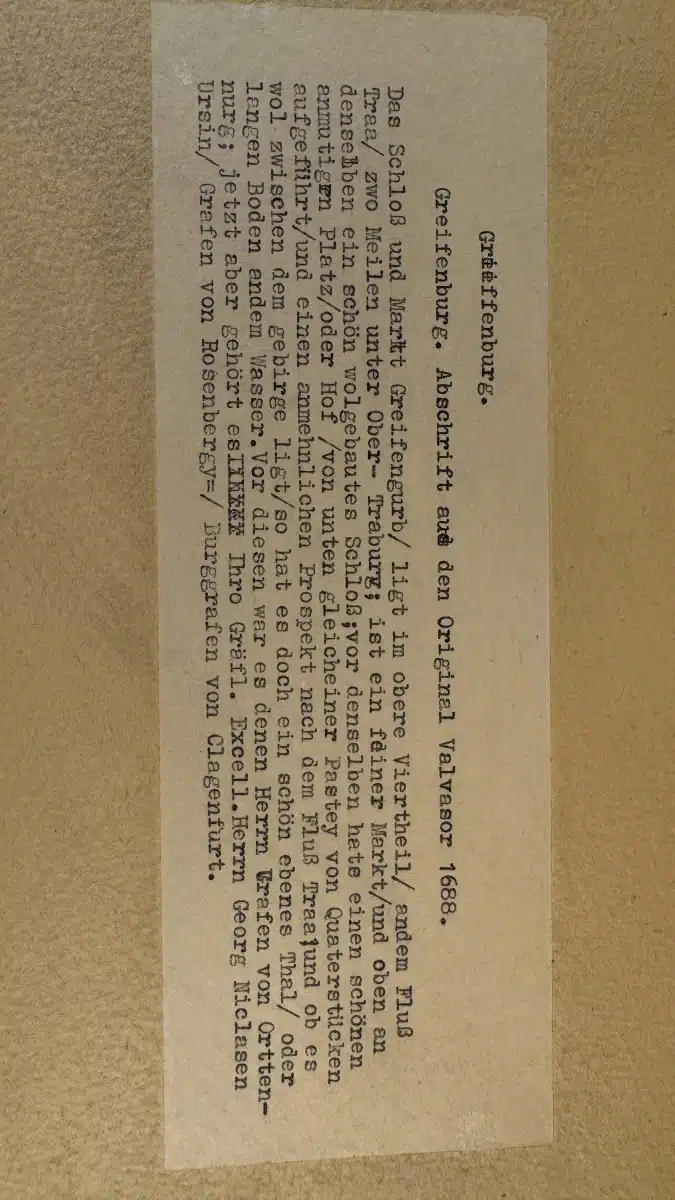 Greiffenburg.
Greifenburg. Abschrift aus den Original Valvasor 1688.
Das Schloß und Markt Greifengurb/ ligt im obere Viertheil/ andem Fluß
Traa/ zwo Meilen unter Ober- Traburg; ist ein feiner Markt/und oben an
denselben ein schön wolgebautes Schloß;vor denselben hats einen schönen
anmutigen Platz/oder Hof /von unten gleicheiner Pastey von Quaterstücken
aufgeführt/und einen anmehnlichen Prospekt nach dem Fluß Traa;und ob es
wol zwischen dem gebirge ligt/so hat es doch ein schön ebenes Thal/ oder
langen Boden andem Wasser.Vor diesen war es denen Herrn Grafen von Ortten-
nurg; jetzt aber gehört es Ihro Gräfl. Excell.Herrn Georg Niclasen
Ursin/ Grafen von Rosenbergy=/ Burggrafen von Clagenfurt.